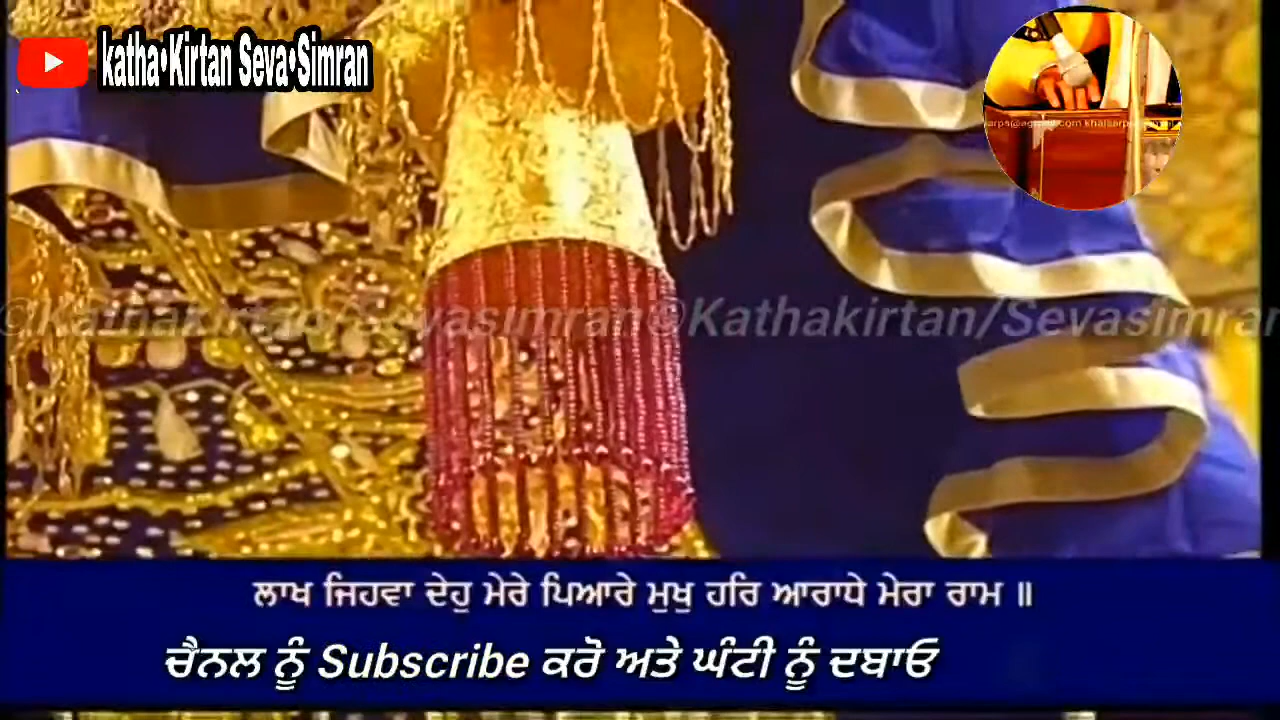 katha•Kirtan Seva•Simran
©Kathakirtan/Sevasimran©Kathakirtan/Sevasimran
ਲਾਖ ਜਿਹਵਾ ਦੇਹੁ ਮੇਰੇ ਪਿਆਰੇ ਮੁਖੁ ਹਰਿ ਆਰਾਧੇ ਮੇਰਾ ਰਾਮ ॥
ਚੈਨਲ ਨੂੰ Subscribe ਕਰੋ ਅਤੇ ਘੰਟੀ ਨੂੰ ਦਬਾਓ